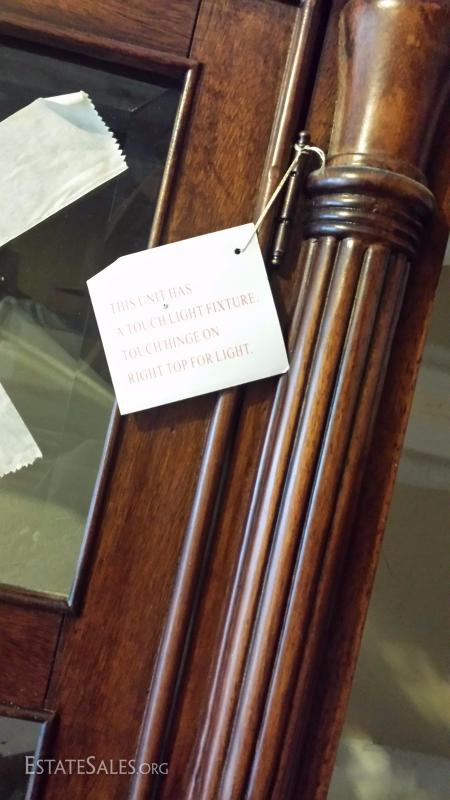 THIS UNIT HAS
A TOUCH LIGHT FIXTURE.
TOUCH HINGE ON
RIGHT TOP FOR LIGHT.
ESTATESALES.ORG